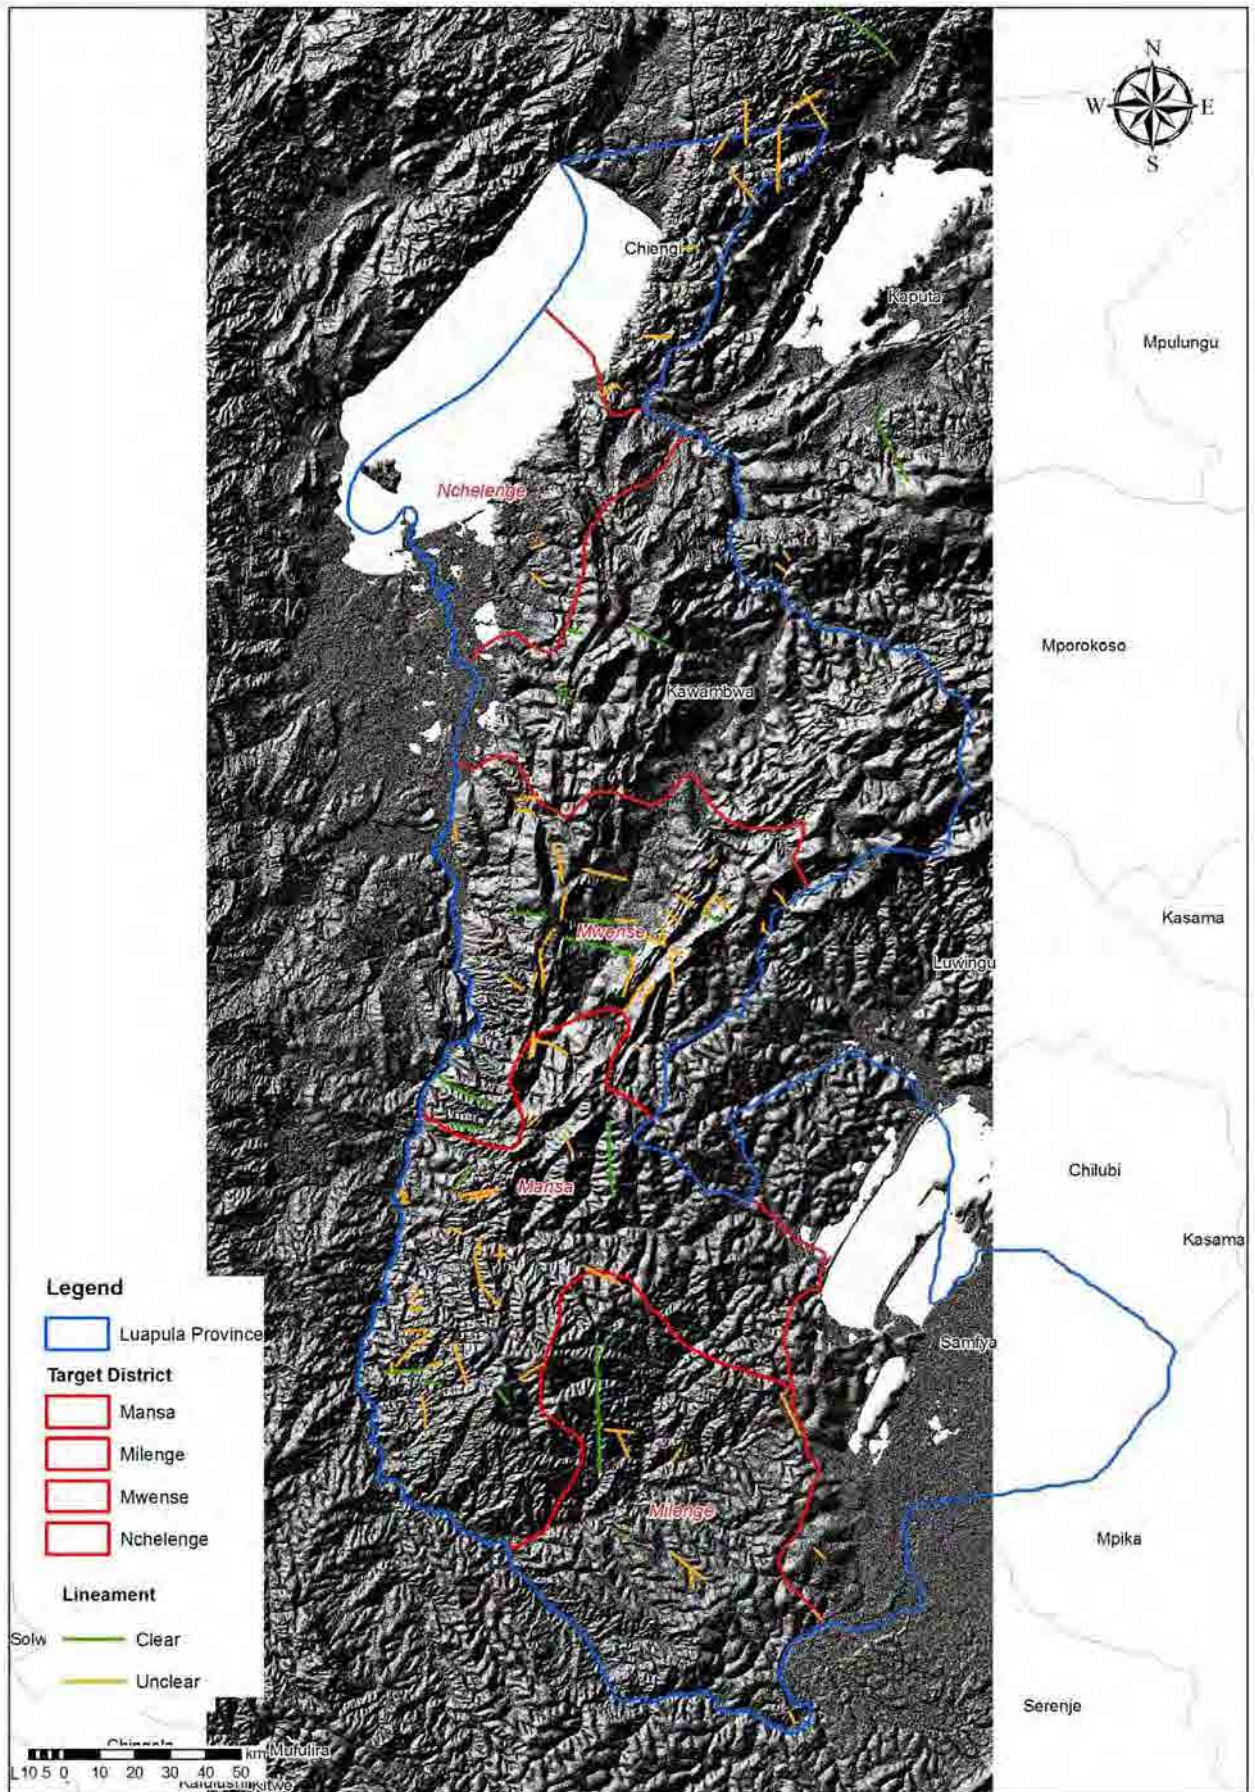 N
W E
S
Chiengi
Kaputa
Mpulungu
Nchelenge
Mporokoso
Kawambwa
Kasama
Mwense
Luwingu
Chilubi
Mansa
Kasama
Samfya
Milenge
Mpika
Serenje
Legend
Luapula Province
Target District
Mansa
Milenge
Mwense
Nchelenge
Lineament
Solw
Clear
Unclear
Mufulira
km
10 5 0 10 20 30 40 50
Kitwe